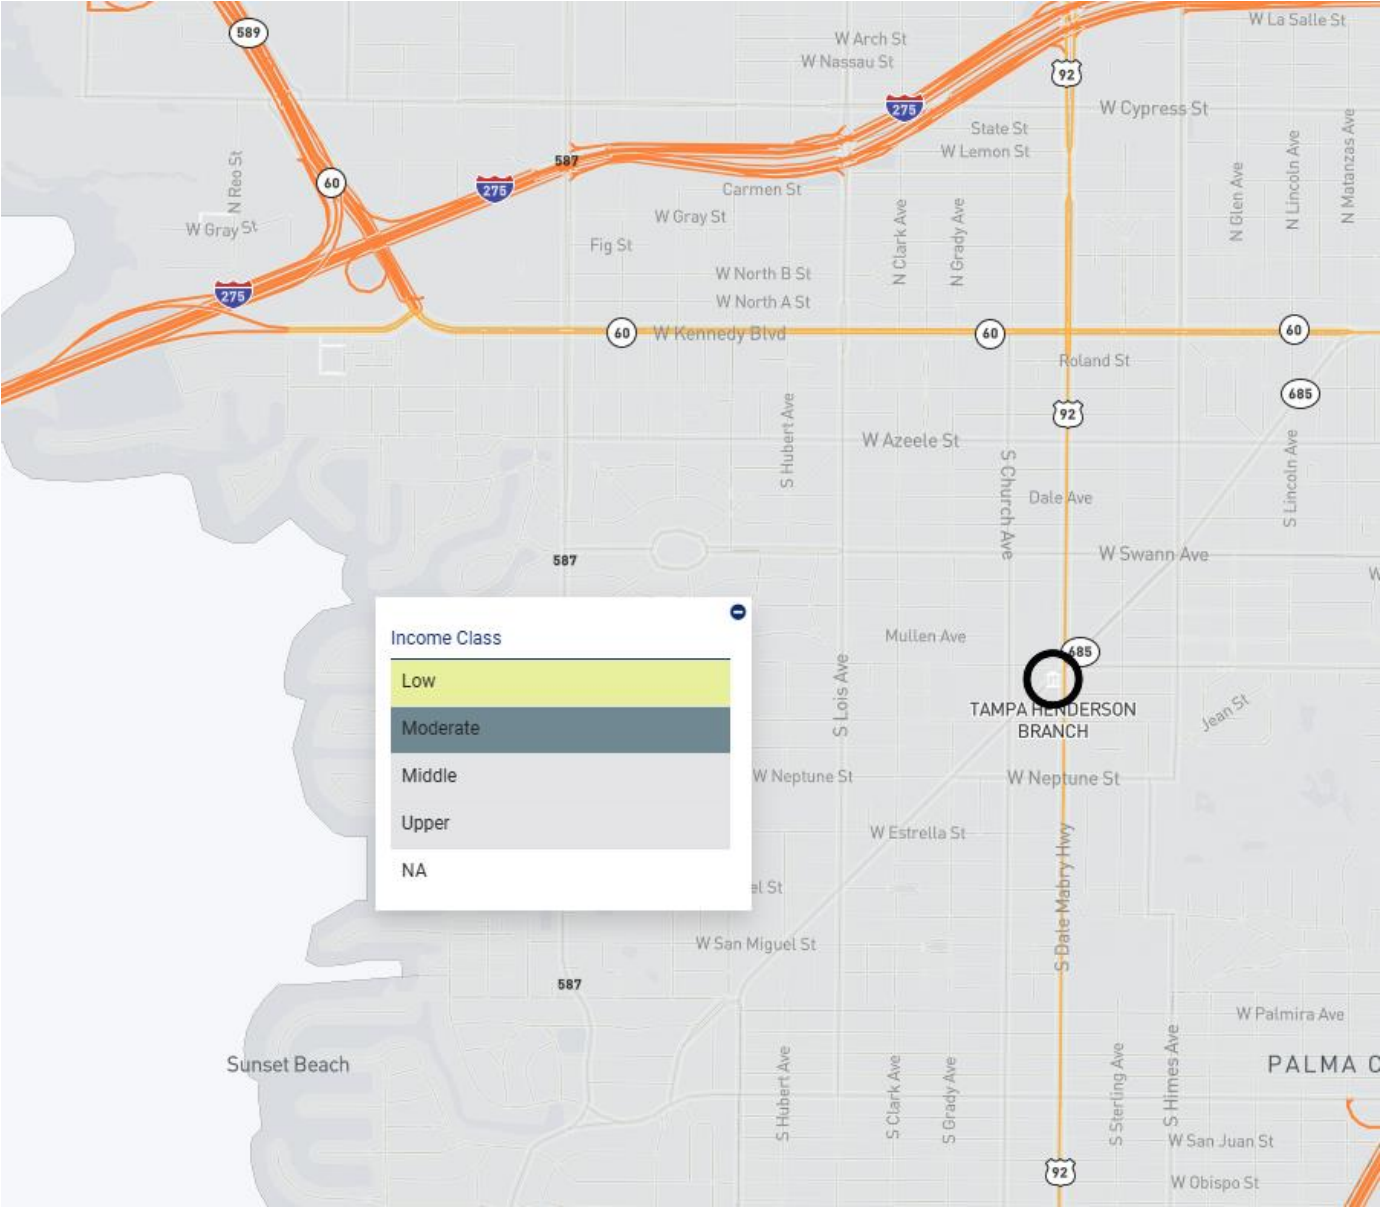 589
W La Salle St
W Arch St
W Nassau St
92
275
W Cypress St
State St
W Lemon St
587
N Reo St
60
275
Carmen St
N Glen Ave
N Lincoln Ave
N Matanzas Ave
W Gray St
W Gray St
N Clark Ave
N Grady Ave
Fig St
W North B St
275
W North A St
60
W Kennedy Blvd
60
60
Roland St
685
92
S Hubert Ave
W Azeele St
S Church Ave
S Lincoln Ave
Dale Ave
587
W Swann Ave
W
Income Class
Low
Moderate
Middle
Upper
NA
Mullen Ave
685
S Lois Ave
TAMPA HENDERSON
BRANCH
Jean St
W Neptune St
W Neptune St
W Estrella St
S Dale Mabry Hwy
el St
W San Miguel St
587
W Palmira Ave
Sunset Beach
PALMA C
S Hubert Ave
S Clark Ave
S Grady Ave
S Sterling Ave
S Himes Ave
W San Juan St
92
W Obispo St